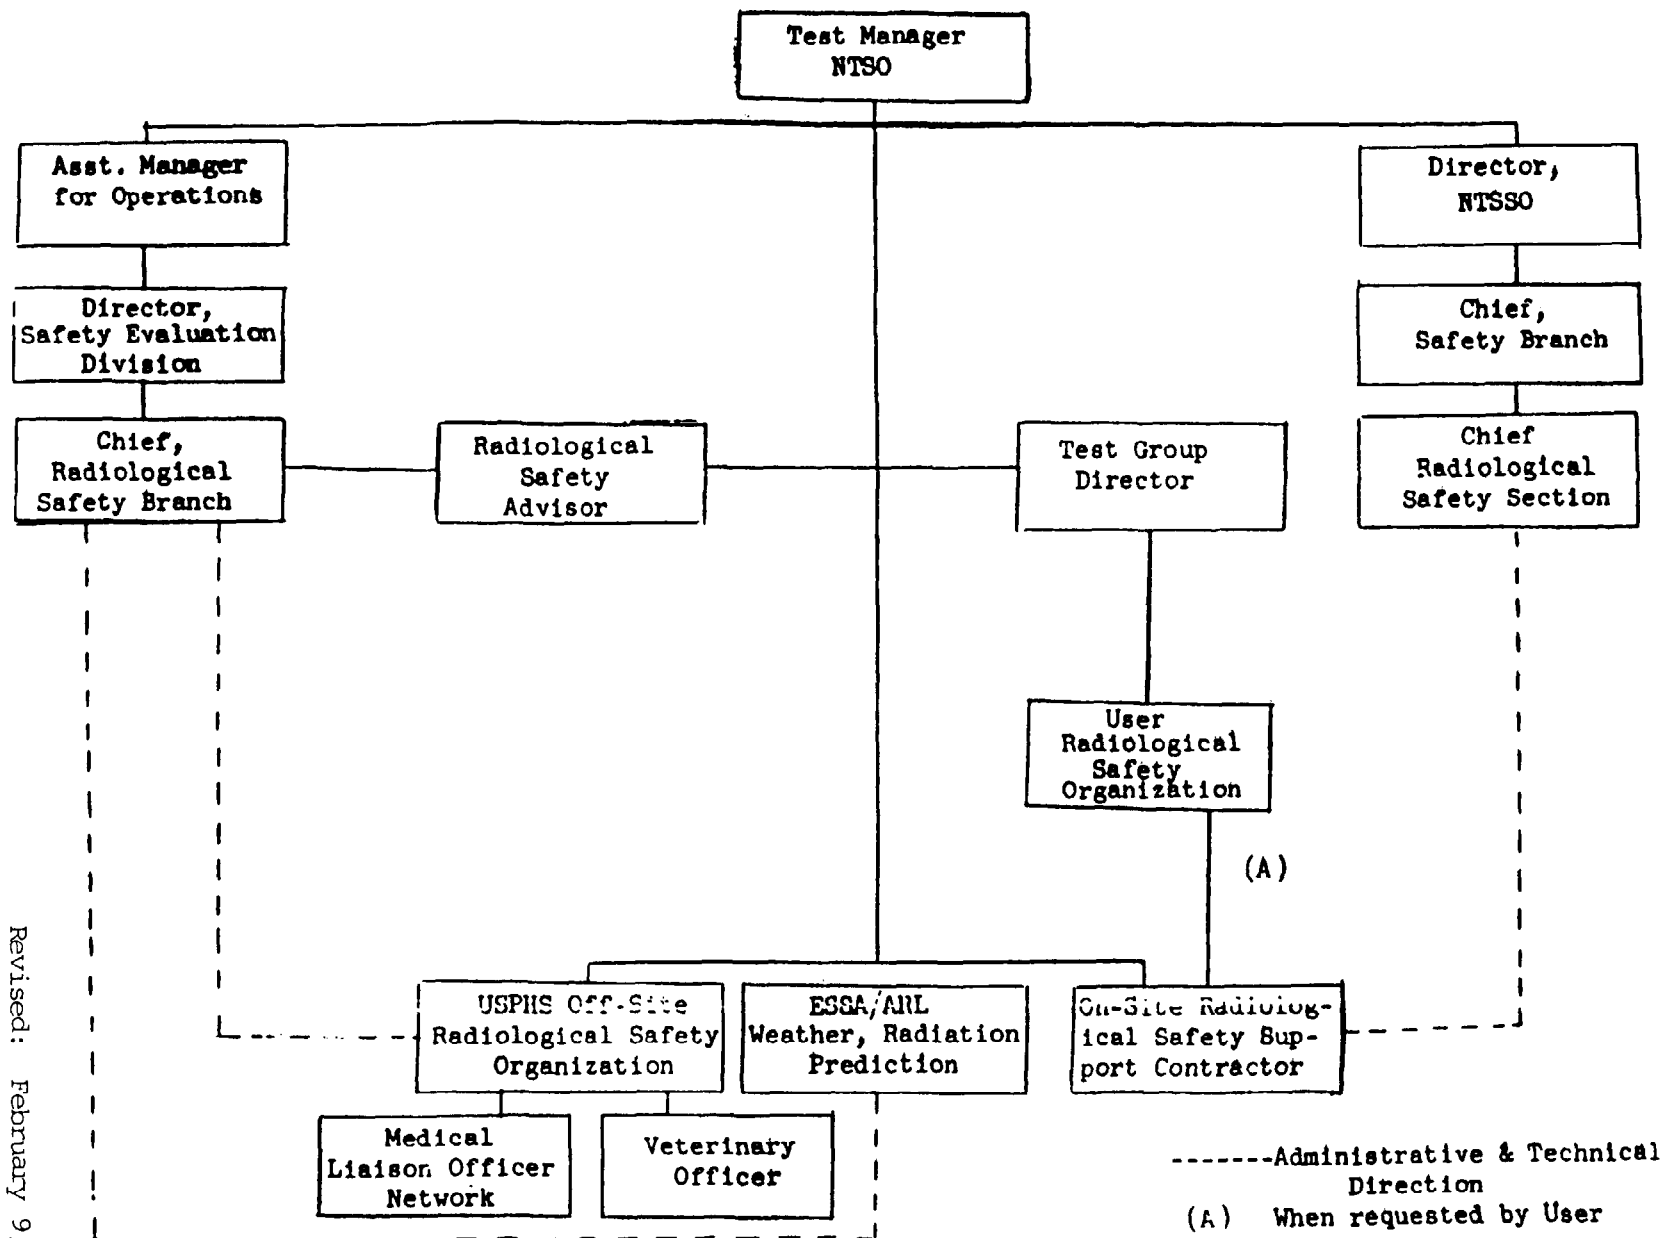 Test Manager
NTSO
Asst. Manager
for Operations
Director,
NTSSO
Director,
Safety Evaluation
Division
Chief,
Safety Branch
Chief,
Radiological
Safety Branch
Radiological
Safety
Advisor
Test Group
Director
Chief
Radiological
Safety Section
User
Radiological
Safety
Organization
(A)
USPHS Off-Site
Radiological Safety
Organization
ESSA/ARL
Weather, Radiation
Prediction
On-Site Radiolog-
ical Safety Sup-
port Contractor
Medical
Liaison Officer
Network
Veterinary
Officer
-------Administrative & Technical
Direction
(A) When requested by User
Revised: February 9,